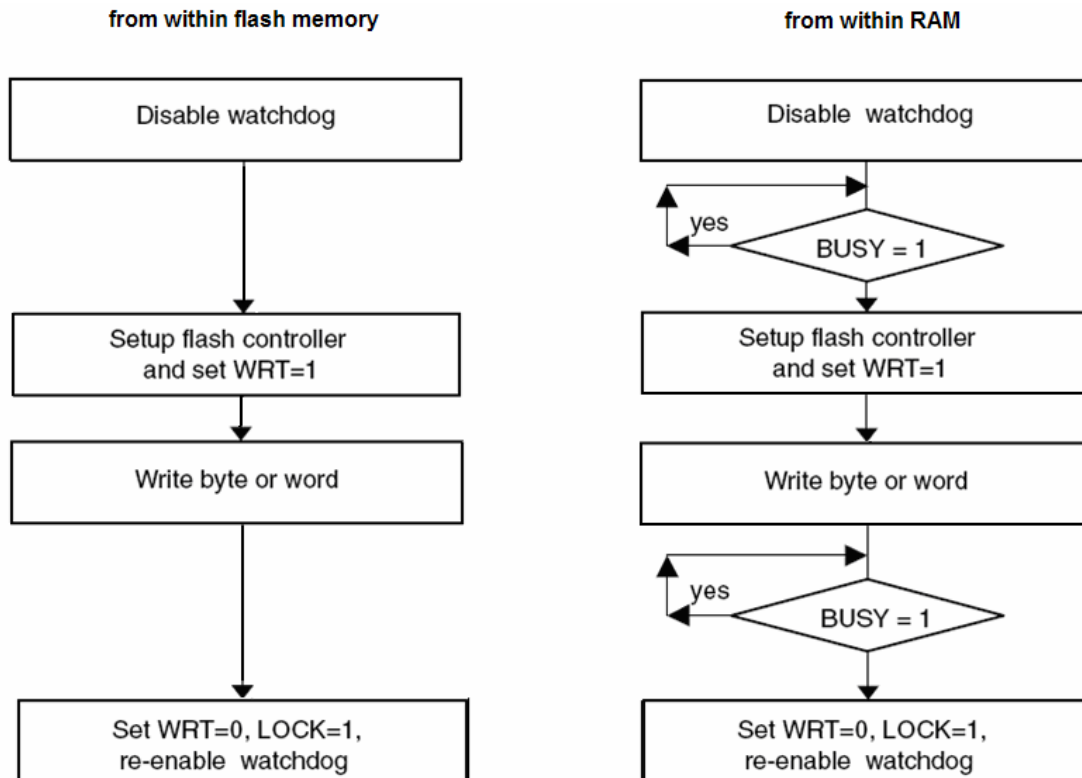 from within flash memory
Disable watchdog
Setup flash controller
and set WRT=1
Write byte or word
Set WRT=0, LOCK=1,
re-enable watchdog
from within RAM
Disable watchdog
yes
BUSY = 1
Setup flash controller
and set WRT=1
Write byte or word
yes
BUSY = 1
Set WRT=0, LOCK=1,
re-enable watchdog